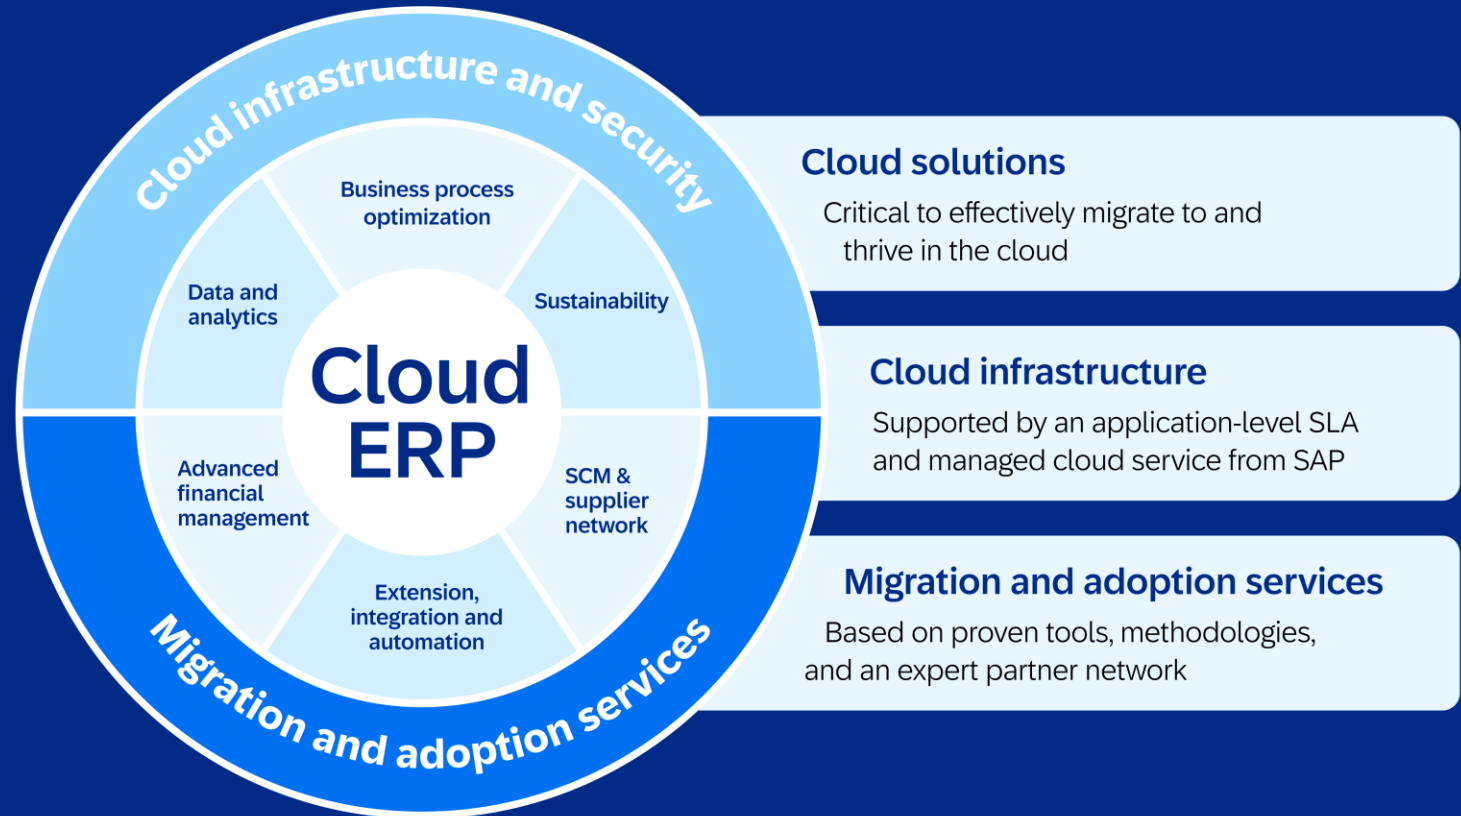 Cloud infrastructure and security
Business process
optimization
Data and
analytics
Sustainability
Cloud
ERP
Advanced
financial
management
SCM &
supplier
network
Extension,
integration and
automation
Migration and adoption services
Cloud solutions
Critical to effectively migrate to and
thrive in the cloud
Cloud infrastructure
Supported by an application-level SLA
and managed cloud service from SAP
Migration and adoption services
Based on proven tools, methodologies,
and an expert partner network